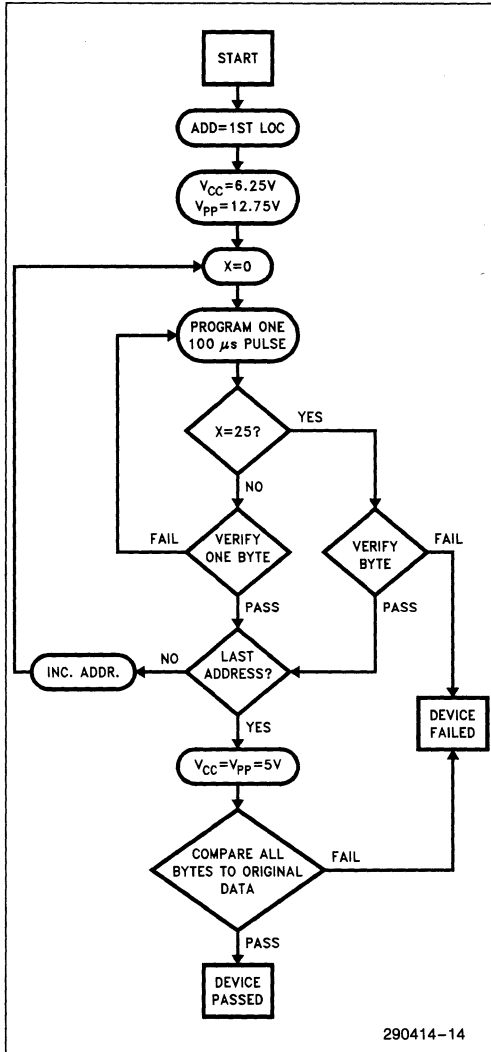 START
ADD=1ST LOC
VCC=6.25V
VPP=12.75V
X=0
PROGRAM ONE
100 μs PULSE
X=25?
YES
NO
FAIL
VERIFY
ONE BYTE
VERIFY
BYTE
FAIL
PASS
PASS
INC. ADDR.
NO
LAST
ADDRESS?
YES
DEVICE
FAILED
VCC=VPP=5V
COMPARE ALL
BYTES TO ORIGINAL
DATA
FAIL
PASS
DEVICE
PASSED
290414-14